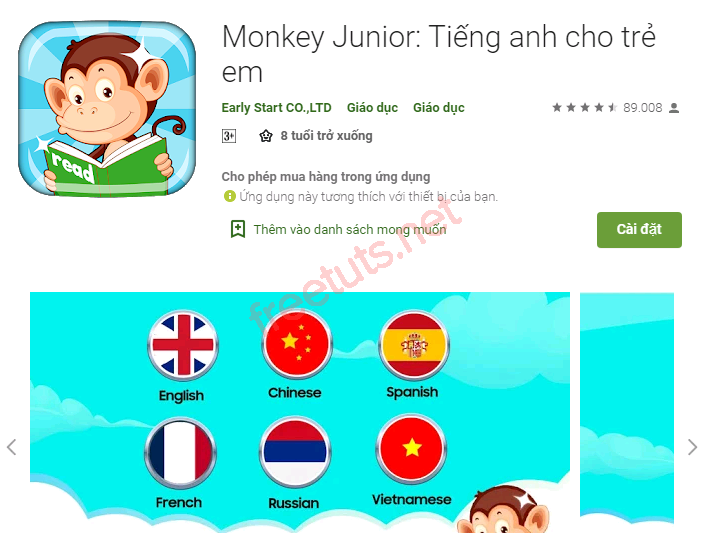 Monkey Junior: Tiếng anh cho trẻ
em
read
Early Start CO.,LTD Giáo dục Giáo dục 89.008
3+ 8 tuổi trở xuống
Cho phép mua hàng trong ứng dụng
Ứng dụng này tương thích với thiết bị của bạn.
Thêm vào danh sách mong muốn Cài đặt
freetuts.net
English Chinese Spanish
French Russian Vietnamese